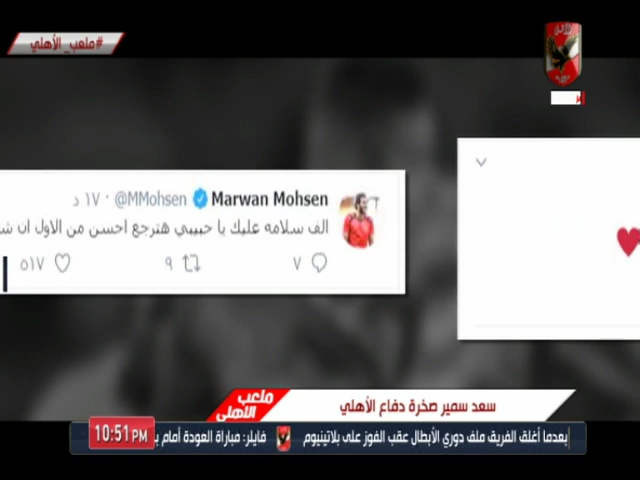 #ملعب_الأهلي
Marwan Mohsen @MMohsen · ١٧ د
الف سلامه عليك يا حبيبي هترجع احسن من الاول ان
٧ ٩ ٥١٧
ملعب الأهلي
سعد سمير صخرة دفاع الأهلي
بعدما أغلق الفريق ملف دوري الأبطال عقب الفوز على بلاتينيوم فايلر: مباراة العودة أمام
10:51 PM